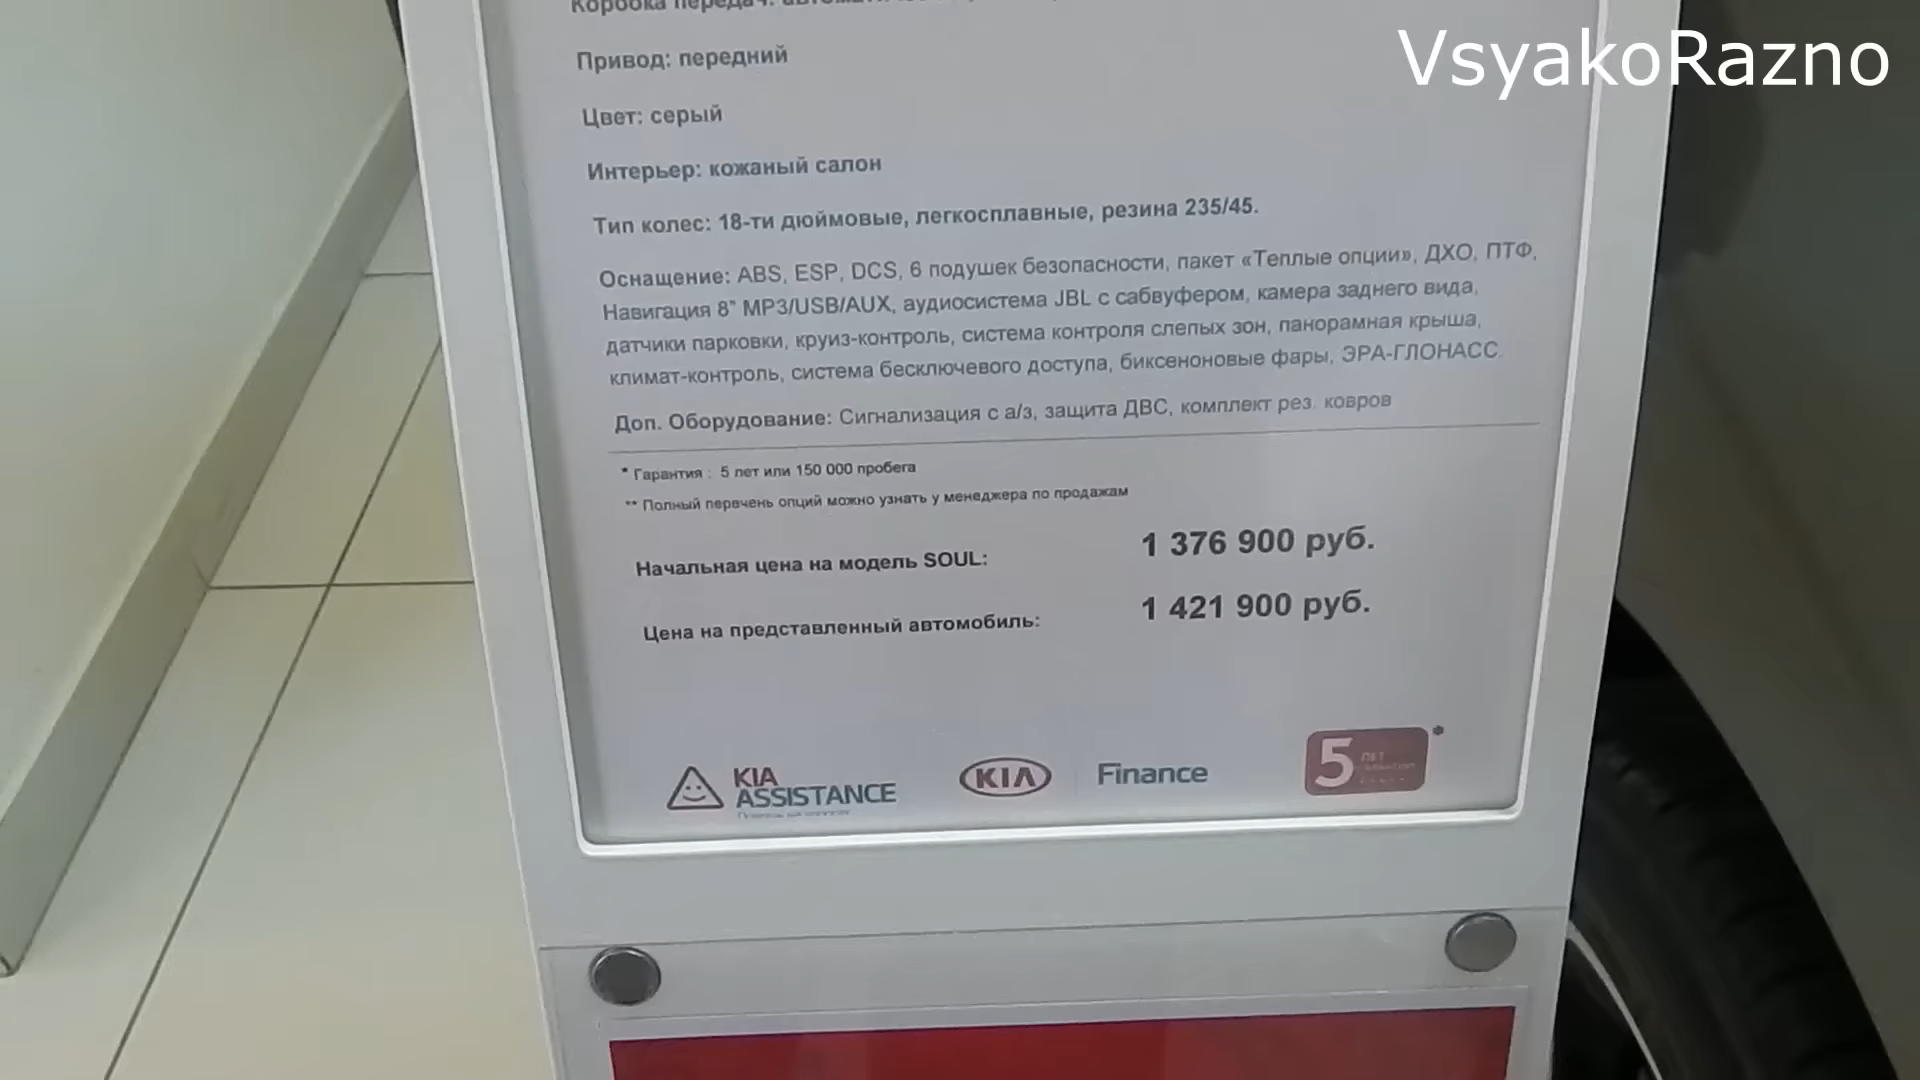 VsyakoRazno
Коробка передач:
Привод: передний
Цвет: серый
Интерьер: кожаный салон
Тип колес: 18-ти дюймовые, легкосплавные, резина 235/45.
Оснащение: ABS, ESP, DCS, 6 подушек безопасности, пакет «Теплые опции», ДХО, ПТФ,
Навигация 8" MP3/USB/AUX, аудиосистема JBL с сабвуфером, камера заднего вида,
датчики парковки, круиз-контроль, система контроля слепых зон, панорамная крыша,
климат-контроль, система бесключевого доступа, биксеноновые фары, ЭРА-ГЛОНАСС.
Доп. Оборудование: Сигнализация с а/з, защита ДВС, комплект рез. ковров
* Гарантия : 5 лет или 150 000 пробега
** Полный первчень опций можно узнать у менеджера по продажам
Начальная цена на модель SOUL: 1 376 900 руб.
Цена на представленный автомобиль: 1 421 900 руб.
KIA
ASSISTANCE
KIA Finance
5 ЛЕТ *